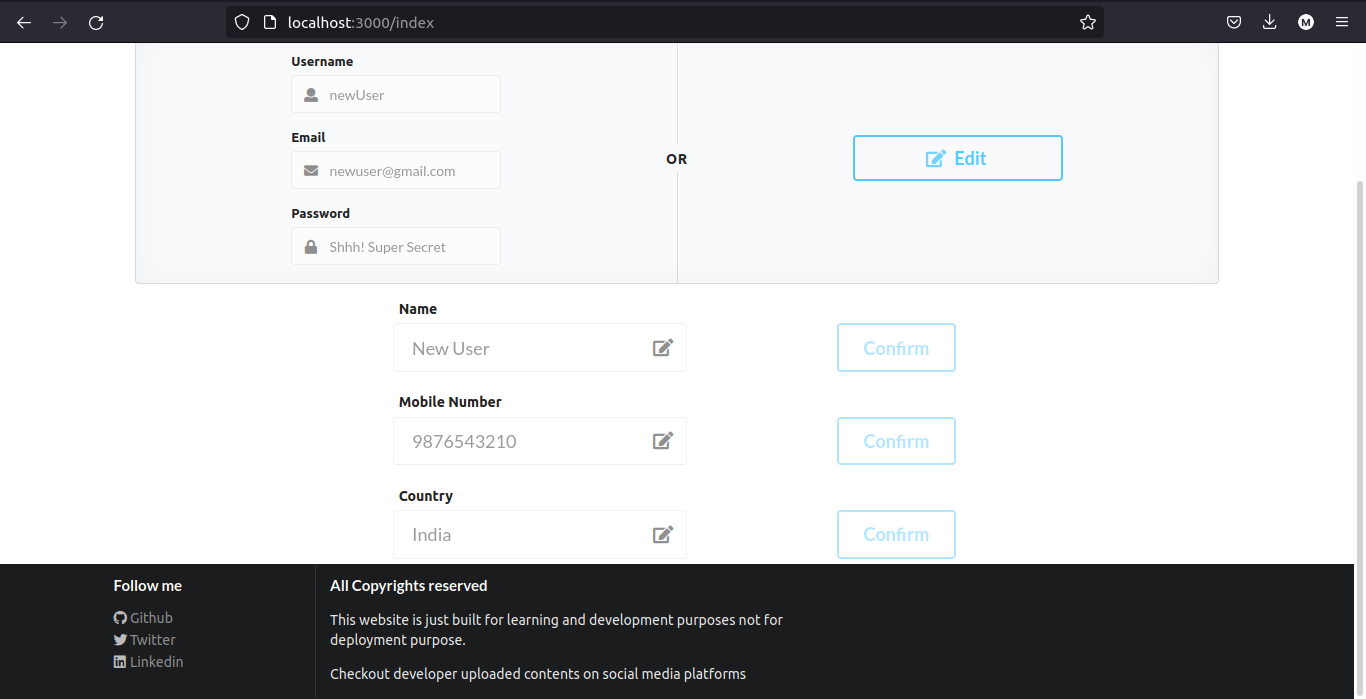 localhost:3000/index
M
Username
newUser
Email
newuser@gmail.com
Password
Shhh! Super Secret
OR
Edit
Name
New User
Confirm
Mobile Number
9876543210
Confirm
Country
India
Confirm
Follow me
Github
Twitter
Linkedin
All Copyrights reserved
This website is just built for learning and development purposes not for
deployment purpose.
Checkout developer uploaded contents on social media platforms